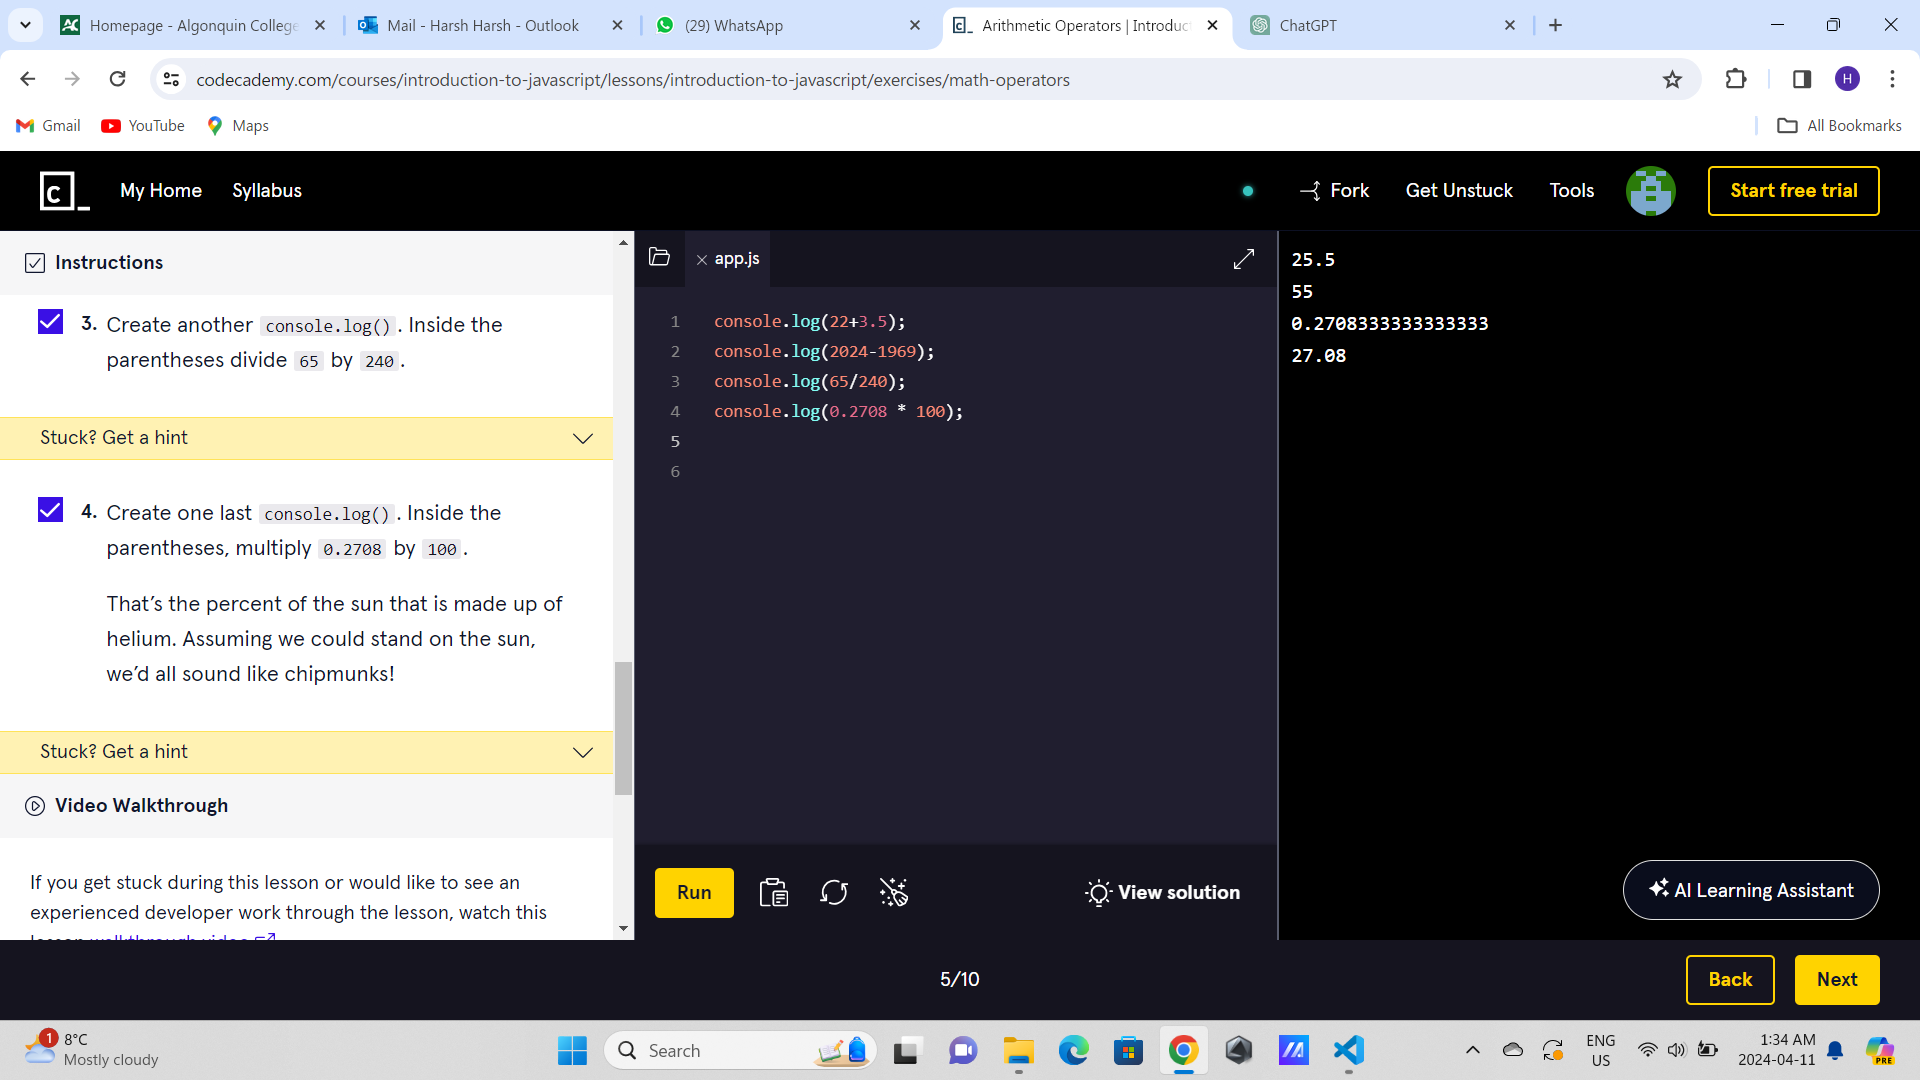 Homepage - Algonquin College
Mail - Harsh Harsh - Outlook
(29) WhatsApp
Arithmetic Operators | Introduc
ChatGPT
codecademy.com/courses/introduction-to-javascript/lessons/introduction-to-javascript/exercises/math-operators
H
Gmail
YouTube
Maps
All Bookmarks
c_
My Home
Syllabus
Fork
Get Unstuck
Tools
Start free trial
Instructions
3. Create another console.log(). Inside the
parentheses divide 65 by 240.
Stuck? Get a hint
4. Create one last console.log(). Inside the
parentheses, multiply 0.2708 by 100.
That’s the percent of the sun that is made up of
helium. Assuming we could stand on the sun,
we’d all sound like chipmunks!
Stuck? Get a hint
Video Walkthrough
If you get stuck during this lesson or would like to see an
experienced developer work through the lesson, watch this
lesson walkthrough video
app.js
1 console.log(22+3.5);
2 console.log(2024-1969);
3 console.log(65/240);
4 console.log(0.2708 * 100);
5
6
Run
View solution
25.5
55
0.2708333333333333
27.08
AI Learning Assistant
5/10
Back
Next
1
8°C
Mostly cloudy
Search
ENG
US
1:34 AM
2024-04-11
PRE